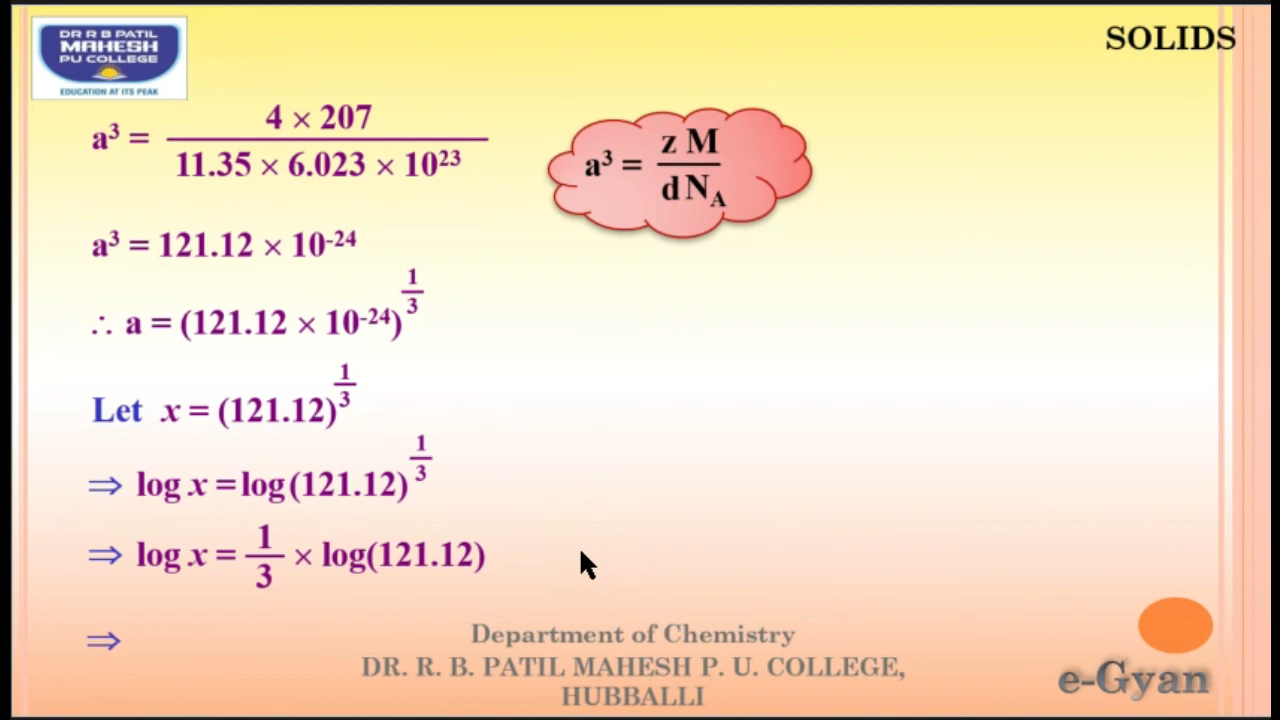 DR R B PATIL
MAHESH
PU COLLEGE
EDUCATION AT ITS PEAK
SOLIDS
a³ = 4 × 207 / 11.35 × 6.023 × 10²³
a³ = z M / d N_A
a³ = 121.12 × 10⁻²⁴
∴ a = (121.12 × 10⁻²⁴)^(1/3)
Let x = (121.12)^(1/3)
⇒ log x = log (121.12)^(1/3)
⇒ log x = 1/3 × log(121.12)
⇒
Department of Chemistry
DR. R. B. PATIL MAHESH P. U. COLLEGE,
HUBBALLI
e-Gyan